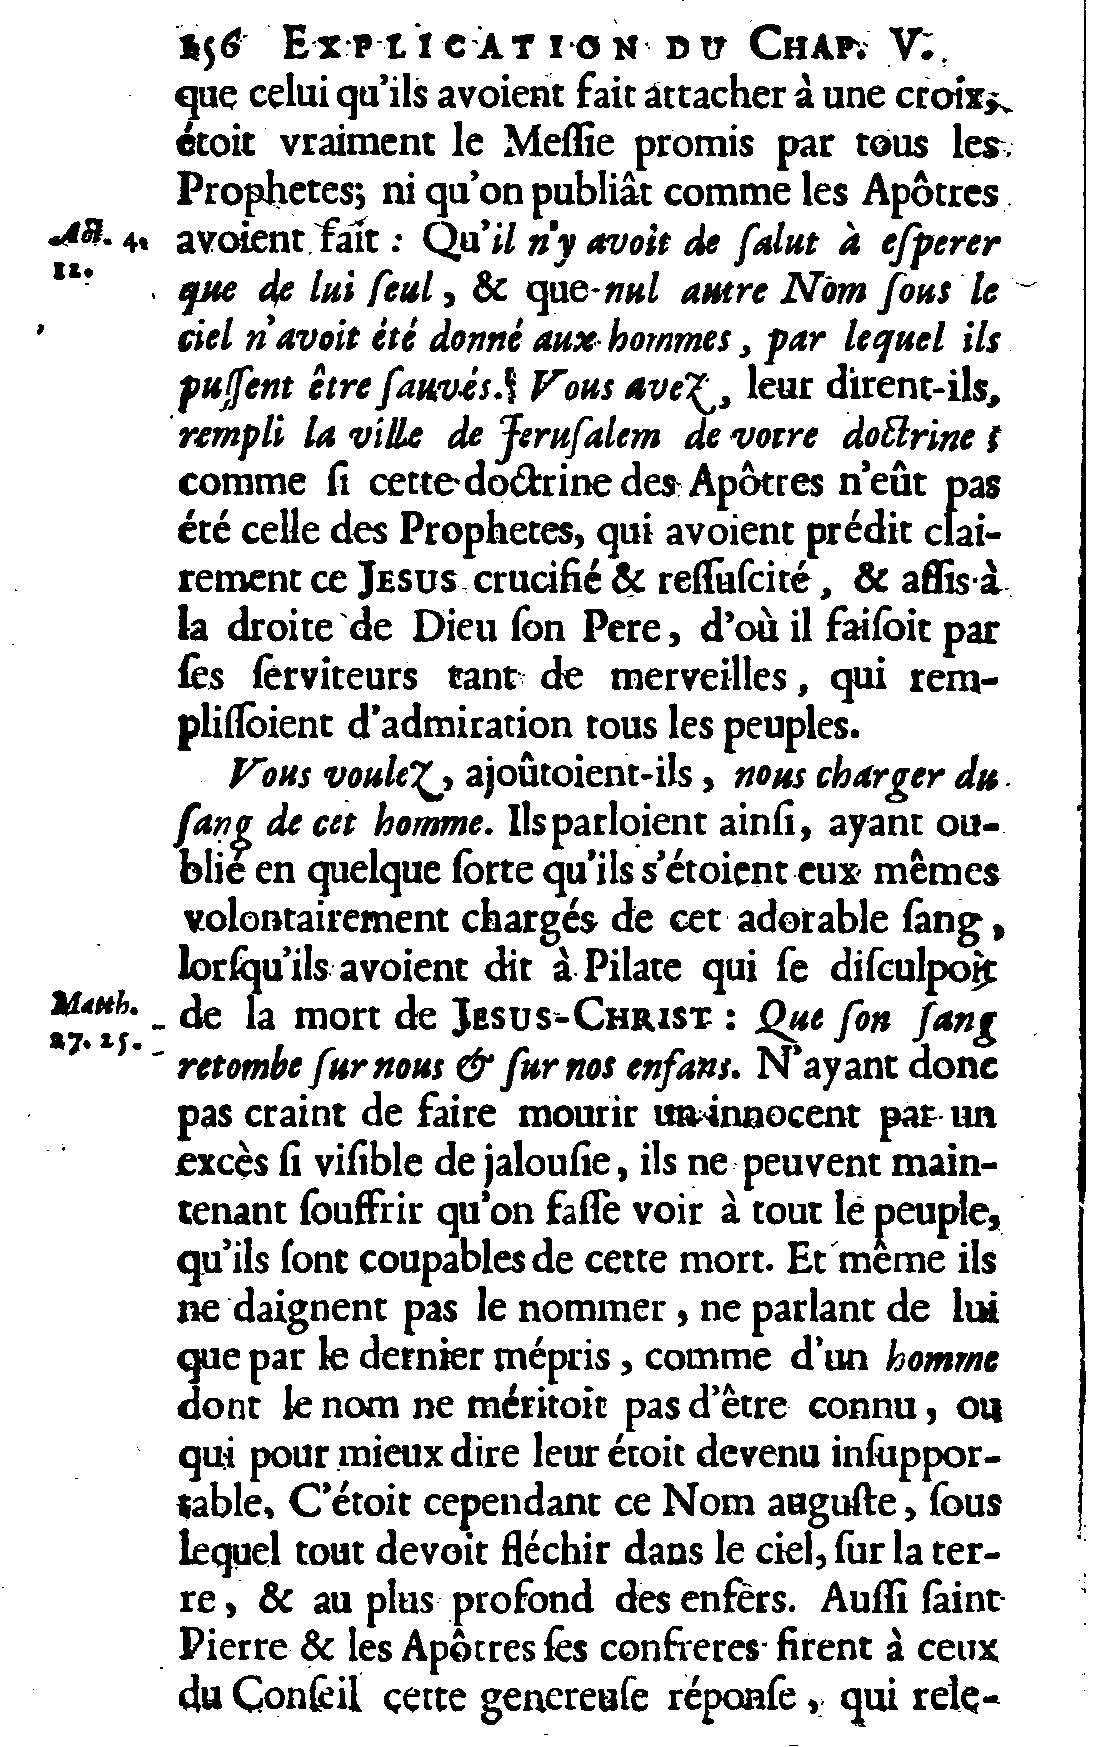 256 EXPLICATION DU CHAP. V.
que celui qu'ils avoient fait attacher à une croix,
étoit vraiment le Meſſie promis par tous les
Prophetes; ni qu'on publiât comme les Apôtres
Act. 4. avoient fait : Qu'il n'y avoit de ſalut à eſperer
12. que de lui ſeul, & que nul autre Nom ſous le
ciel n'avoit été donné aux hommes, par lequel ils
puſſent être ſauvés. Vous avez, leur dirent-ils,
rempli la ville de Jeruſalem de votre doctrine :
comme ſi cette doctrine des Apôtres n'eût pas
été celle des Prophetes, qui avoient prédit clai-
rement ce JESUS crucifié & reſſuſcité, & aſſis à
la droite de Dieu ſon Pere, d'où il faiſoit par
ſes ſerviteurs tant de merveilles, qui rem-
pliſſoient d'admiration tous les peuples.
Vous voulez, ajoûtoient-ils, nous charger du
ſang de cet homme. Ils parloient ainſi, ayant ou-
blié en quelque ſorte qu'ils s'étoient eux mêmes
volontairement chargés de cet adorable ſang,
lorſqu'ils avoient dit à Pilate qui ſe diſculpoit
Matth. de la mort de JESUS-CHRIST : Que ſon ſang
27. 25. retombe ſur nous & ſur nos enfans. N'ayant donc
pas craint de faire mourir un innocent par un
excès ſi viſible de jalouſie, ils ne peuvent main-
tenant ſouffrir qu'on faſſe voir à tout le peuple,
qu'ils ſont coupables de cette mort. Et même ils
ne daignent pas le nommer, ne parlant de lui
que par le dernier mépris, comme d'un homme
dont le nom ne méritoit pas d'être connu, ou
qui pour mieux dire leur étoit devenu inſuppor-
table. C'étoit cependant ce Nom auguſte, ſous
lequel tout devoit fléchir dans le ciel, ſur la ter-
re, & au plus profond des enfers. Auſſi ſaint
Pierre & les Apôtres ſes confreres firent à ceux
du Conſeil cette genereuſe réponſe, qui rele-